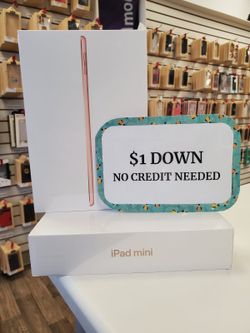 $1 DOWN
NO CREDIT NEEDED
iPad mini